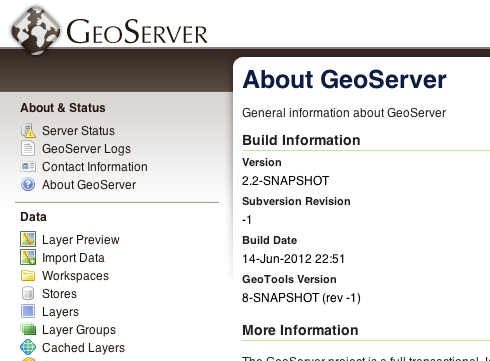 GEOSERVER
About & Status
Server Status
GeoServer Logs
Contact Information
About GeoServer
Data
Layer Preview
Import Data
Workspaces
Stores
Layers
Layer Groups
Cached Layers
About GeoServer
General information about GeoServer
Build Information
Version
2.2-SNAPSHOT
Subversion Revision
-1
Build Date
14-Jun-2012 22:51
GeoTools Version
8-SNAPSHOT (rev -1)
More Information
The GeoServer project is a full transactional